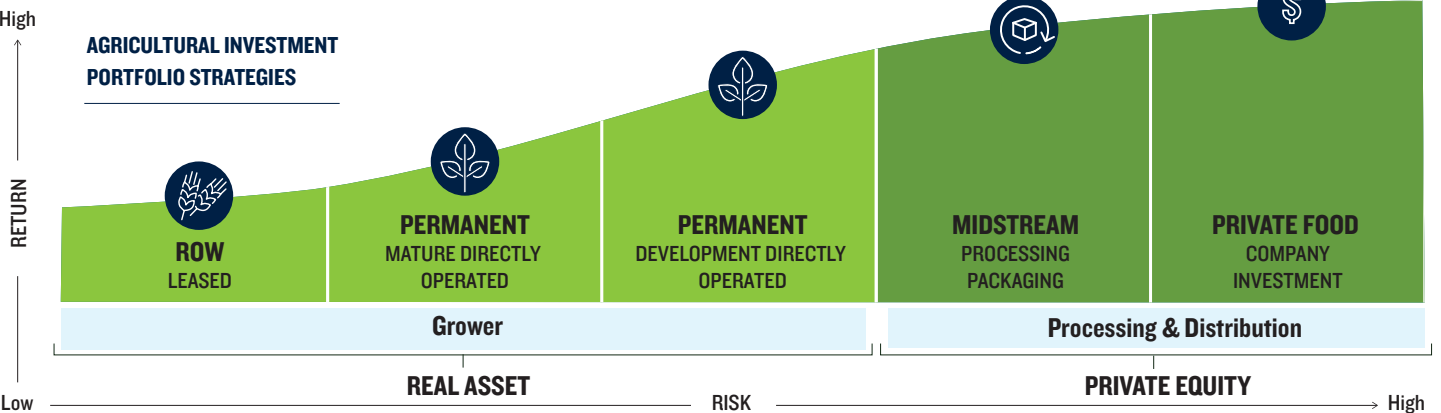 High
AGRICULTURAL INVESTMENT
PORTFOLIO STRATEGIES
RETURN
ROW
LEASED
PERMANENT
MATURE DIRECTLY
OPERATED
PERMANENT
DEVELOPMENT DIRECTLY
OPERATED
MIDSTREAM
PROCESSING
PACKAGING
PRIVATE FOOD
COMPANY
INVESTMENT
Grower
Processing & Distribution
REAL ASSET
PRIVATE EQUITY
Low
RISK
High